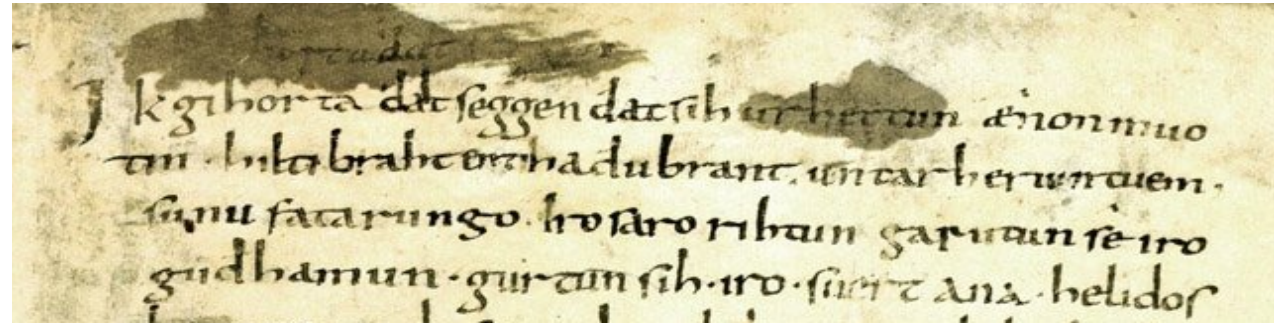 Ik gihorta dat seggen dat sih urhettun ænon muo
tin · hiltibraht enti hadubrant · untar heriun tuem ·
sunu fatarungo · iro saro rihtun garutun se iro
gudhamun · gurtun sih · iro · suert ana · helidos